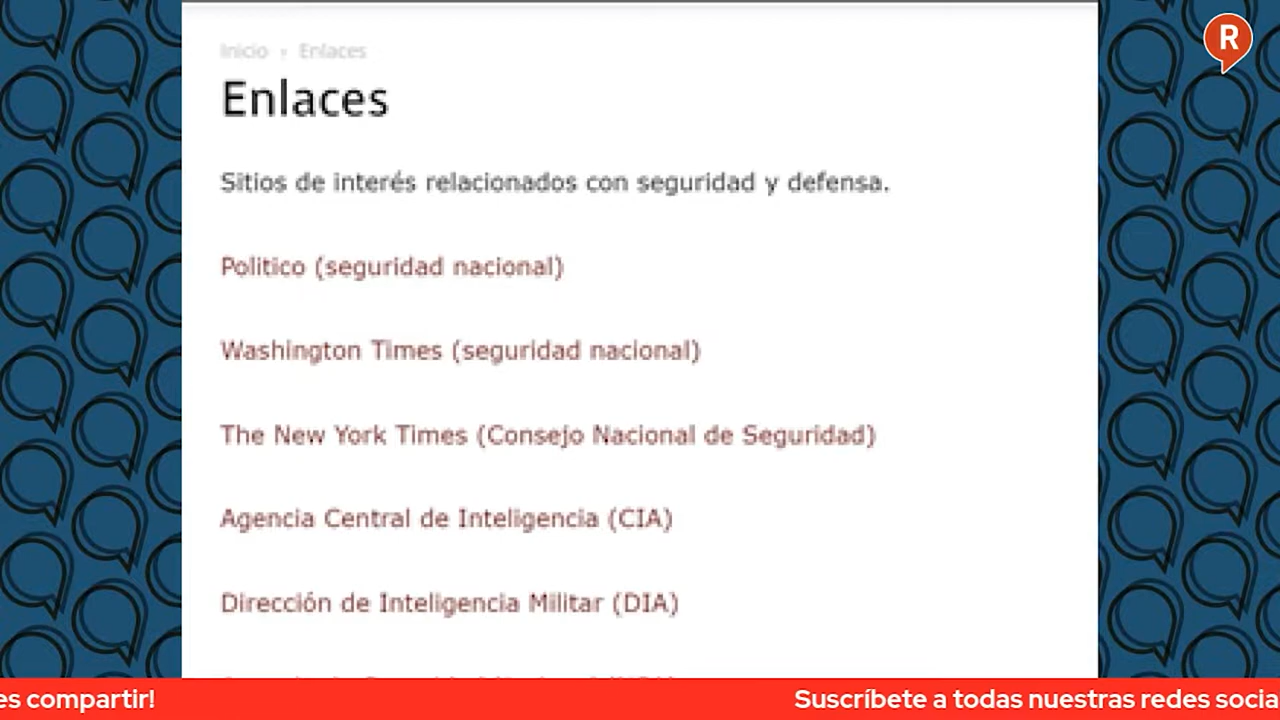 R
Inicio › Enlaces
Enlaces
Sitios de interés relacionados con seguridad y defensa.
Politico (seguridad nacional)
Washington Times (seguridad nacional)
The New York Times (Consejo Nacional de Seguridad)
Agencia Central de Inteligencia (CIA)
Dirección de Inteligencia Militar (DIA)
es compartir! Suscríbete a todas nuestras redes socia